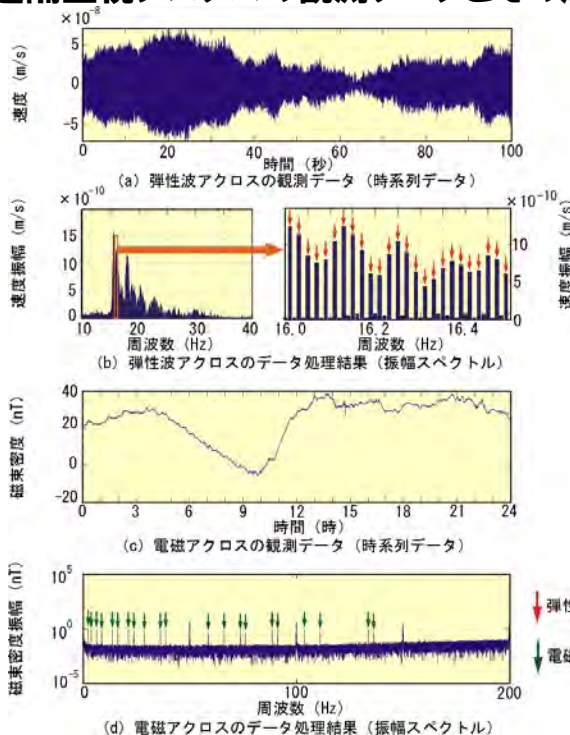 ×10⁻⁸
速度 (m/s)
5
0
-5
0 20 40 60 80 100
時間 (秒)
(a) 弾性波アクロスの観測データ (時系列データ)
×10⁻¹⁰
速度振幅 (m/s)
15
10
5
0
10 20 30 40
周波数 (Hz)
×10⁻¹⁰
10
5
0
速度振幅 (m/s)
16.0 16.2 16.4
周波数 (Hz)
(b) 弾性波アクロスのデータ処理結果 (振幅スペクトル)
磁束密度 (nT)
40
20
0
-20
0 3 6 9 12 15 18 21 24
時間 (時)
(c) 電磁アクロスの観測データ (時系列データ)
磁束密度振幅 (nT)
10⁵
10⁰
10⁻⁵
0 100 200
周波数 (Hz)
弾性
電磁
(d) 電磁アクロスのデータ処理結果 (振幅スペクトル)